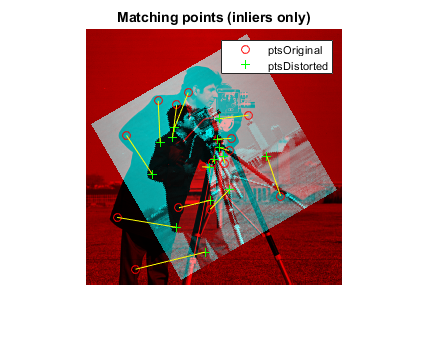 Matching points (inliers only)
ptsOriginal
ptsDistorted